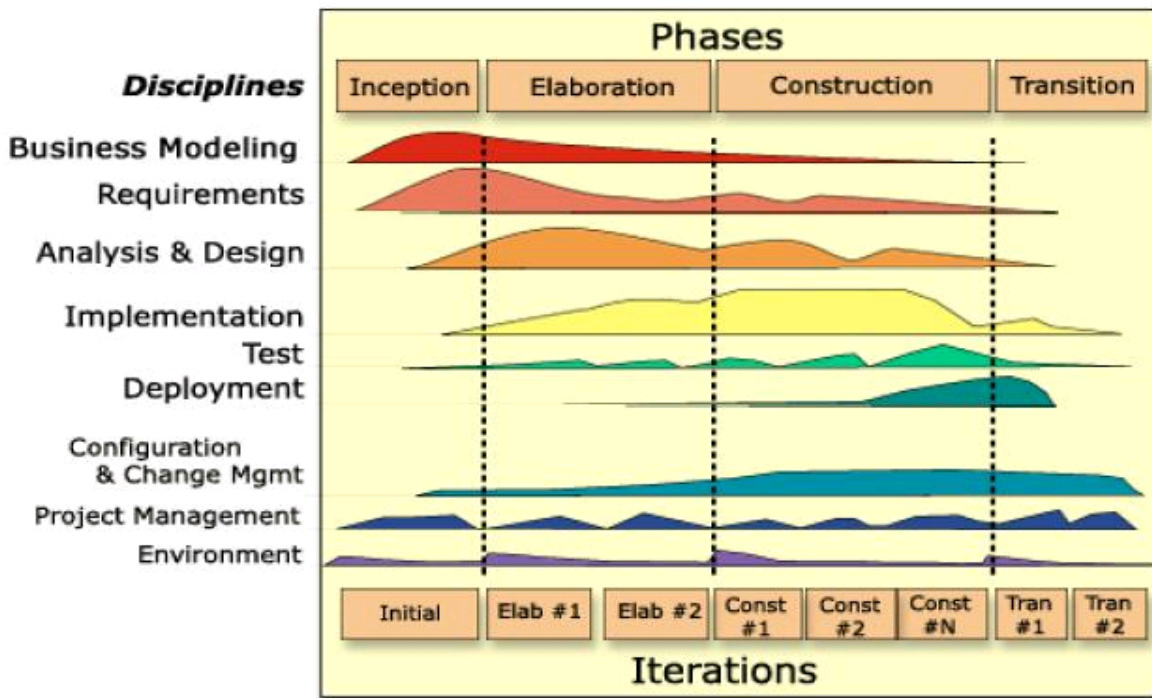 Phases
Disciplines
Inception
Elaboration
Construction
Transition
Business Modeling
Requirements
Analysis & Design
Implementation
Test
Deployment
Configuration
& Change Mgmt
Project Management
Environment
Initial
Elab #1
Elab #2
Const
#1
Const
#2
Const
#N
Tran
#1
Tran
#2
Iterations